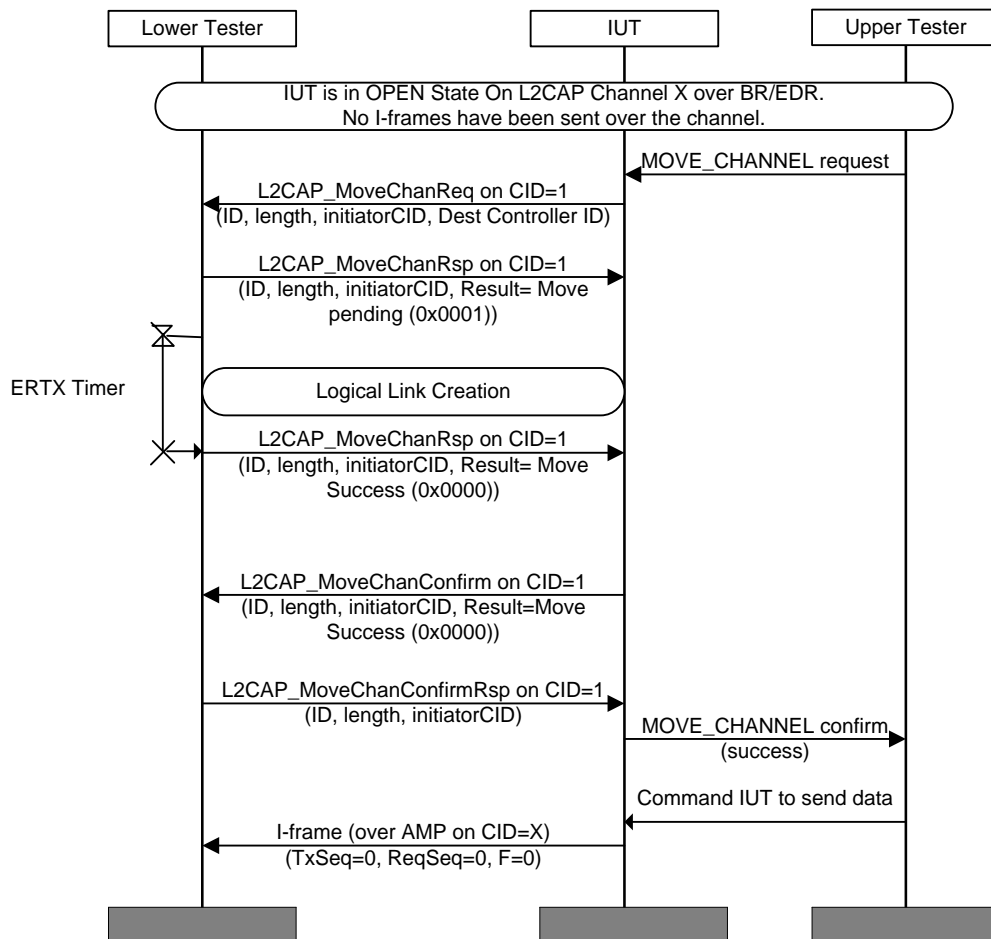 Lower Tester
IUT
Upper Tester
IUT is in OPEN State On L2CAP Channel X over BR/EDR.
No I-frames have been sent over the channel.
MOVE_CHANNEL request
L2CAP_MoveChanReq on CID=1
(ID, length, initiatorCID, Dest Controller ID)
L2CAP_MoveChanRsp on CID=1
(ID, length, initiatorCID, Result= Move
pending (0x0001))
ERTX Timer
Logical Link Creation
L2CAP_MoveChanRsp on CID=1
(ID, length, initiatorCID, Result= Move
Success (0x0000))
L2CAP_MoveChanConfirm on CID=1
(ID, length, initiatorCID, Result=Move
Success (0x0000))
L2CAP_MoveChanConfirmRsp on CID=1
(ID, length, initiatorCID)
MOVE_CHANNEL confirm
(success)
Command IUT to send data
I-frame (over AMP on CID=X)
(TxSeq=0, ReqSeq=0, F=0)